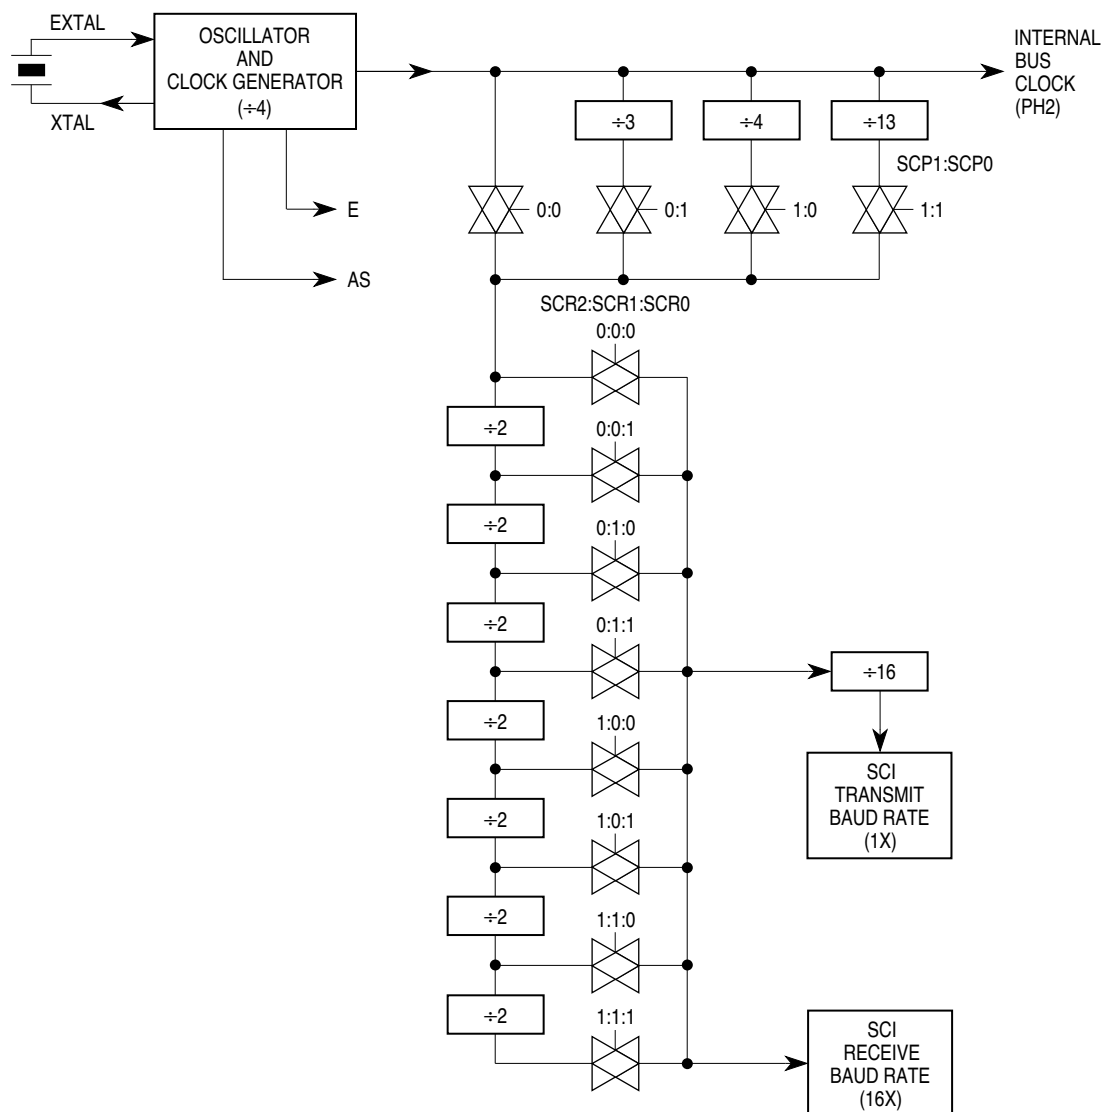 EXTAL
XTAL
OSCILLATOR
AND
CLOCK GENERATOR
(÷4)
INTERNAL
BUS
CLOCK
(PH2)
÷3
÷4
÷13
SCP1:SCP0
0:0
0:1
1:0
1:1
E
AS
SCR2:SCR1:SCR0
0:0:0
÷2
0:0:1
÷2
0:1:0
÷2
0:1:1
÷16
÷2
1:0:0
SCI
TRANSMIT
BAUD RATE
(1X)
÷2
1:0:1
÷2
1:1:0
÷2
1:1:1
SCI
RECEIVE
BAUD RATE
(16X)